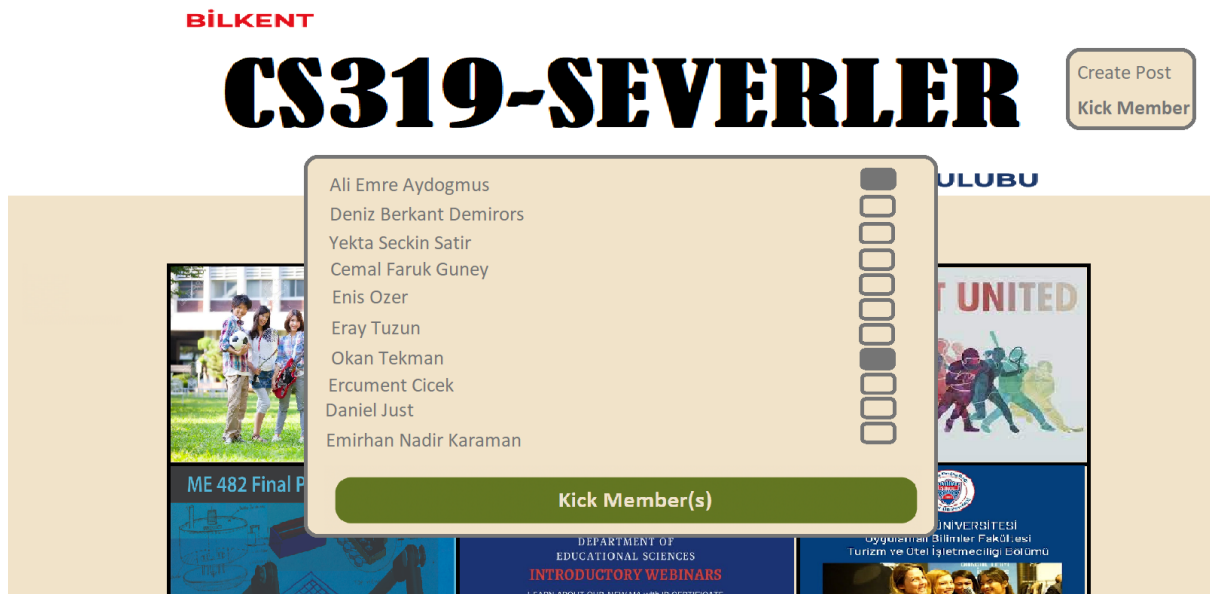 BİLKENT
CS319-SEVERLER
Create Post
Kick Member
ULUBU
Ali Emre Aydogmus
Deniz Berkant Demirors
Yekta Seckin Satir
Cemal Faruk Guney
Enis Ozer
Eray Tuzun
Okan Tekman
Ercument Cicek
Daniel Just
Emirhan Nadir Karaman
Kick Member(s)
UNITED
ME 482 Final P
DEPARTMENT OF
EDUCATIONAL SCIENCES
INTRODUCTORY WEBINARS
ÜNİVERSİTESİ
Uygulamalı Bilimler Fakültesi
Turizm ve Otel İşletmeciliği Bölümü